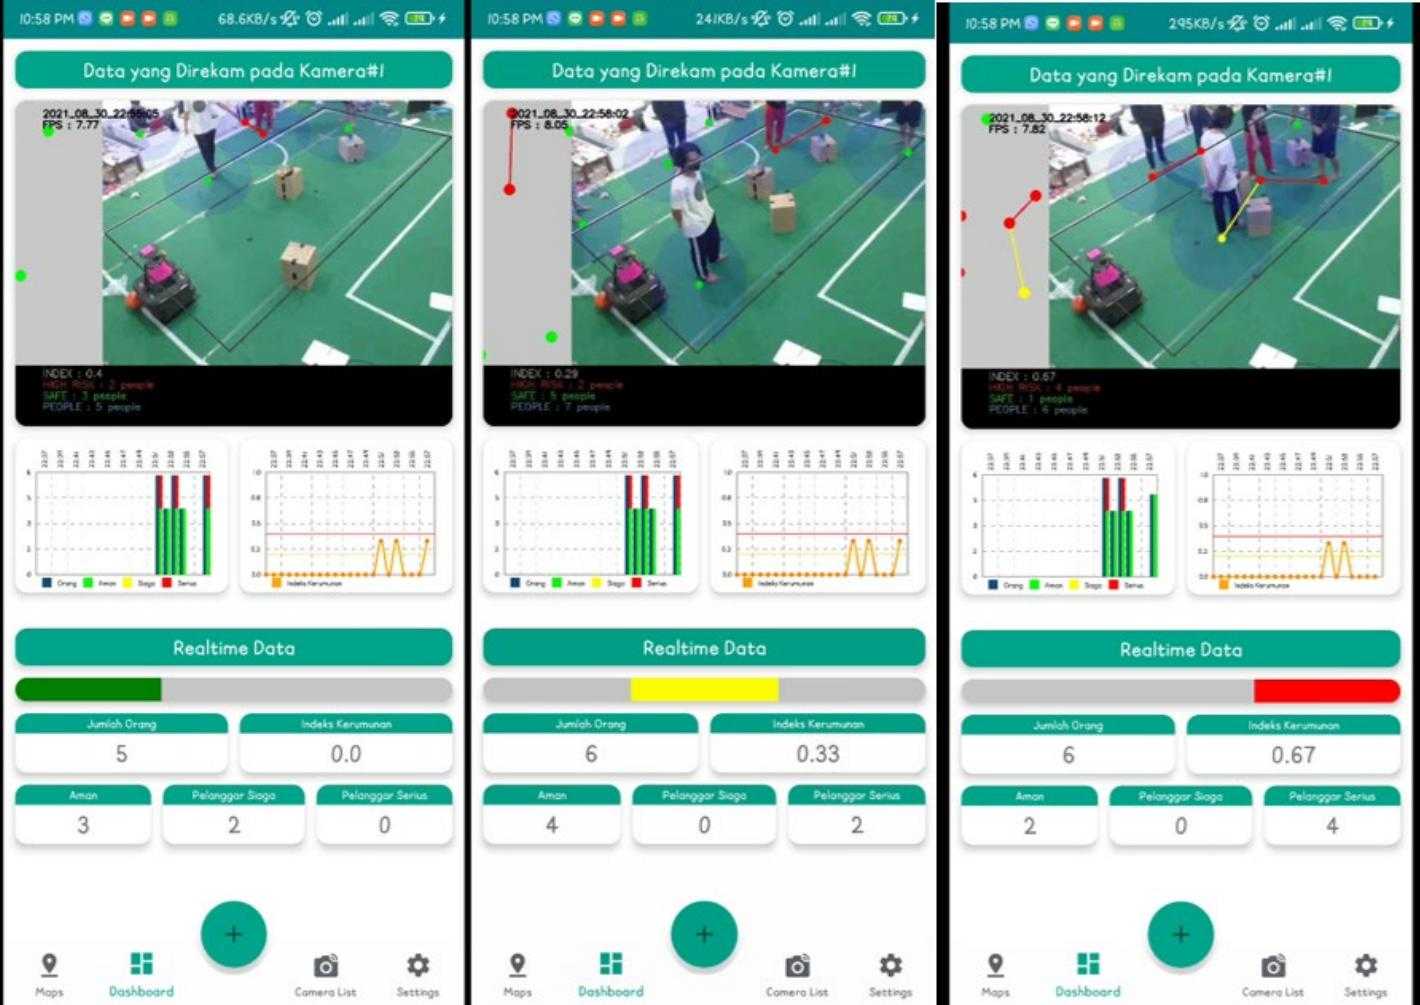 10:58 PM
68.6KB/s
Data yang Direkam pada Kamera#1
FPS : 7.77
INDEX : 0.4
HIGH RISK : 2 people
SAFE : 3 people
PEOPLE : 5 people
Orang Aman Siaga Serius
Indeks Kerumunan
Realtime Data
Jumlah Orang
Indeks Kerumunan
5
0.0
Aman
Pelanggar Siaga
Pelanggar Serius
3
2
0
+
Maps
Dashboard
Camera List
Settings
10:58 PM
241KB/s
Data yang Direkam pada Kamera#1
2021_08_30_22:58:02
FPS : 8.05
INDEX : 0.29
HIGH RISK : 2 people
SAFE : 5 people
PEOPLE : 7 people
Orang Aman Siaga Serius
Indeks Kerumunan
Realtime Data
Jumlah Orang
Indeks Kerumunan
6
0.33
Aman
Pelanggar Siaga
Pelanggar Serius
4
0
2
+
Maps
Dashboard
Camera List
Settings
10:58 PM
295KB/s
Data yang Direkam pada Kamera#1
2021_08_30_22:58:12
FPS : 7.82
INDEX : 0.67
HIGH RISK : 4 people
SAFE : 1 people
PEOPLE : 6 people
Orang Aman Siaga Serius
Indeks Kerumunan
Realtime Data
Jumlah Orang
Indeks Kerumunan
6
0.67
Aman
Pelanggar Siaga
Pelanggar Serius
2
0
4
+
Maps
Dashboard
Camera List
Settings